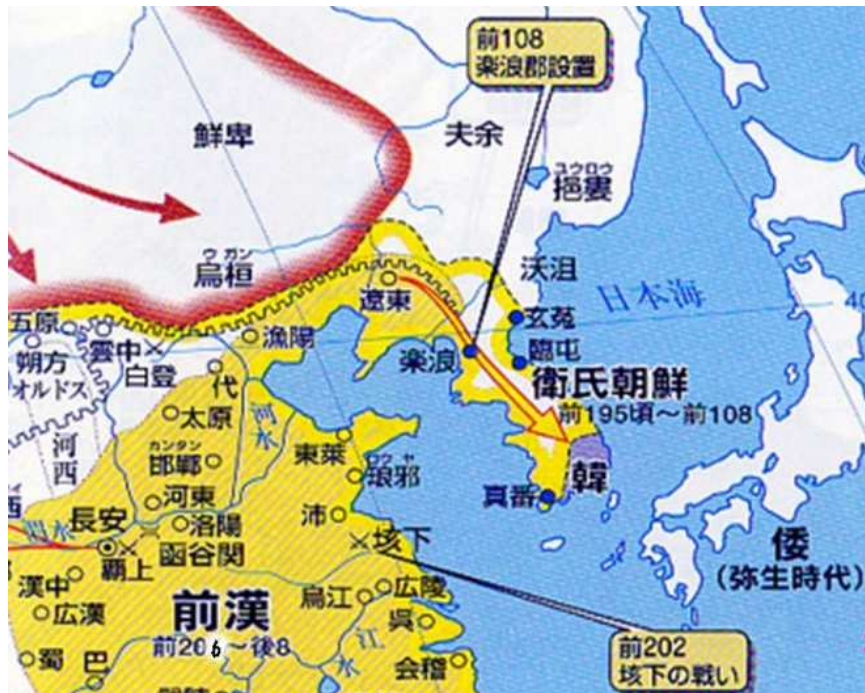 前108
楽浪郡設置
鮮卑
夫余
ユウロウ
挹婁
ウガン
烏桓
沃沮
遼東
日本海
玄菟
五原
雲中
漁陽
楽浪
臨屯
朔方
オルドス
白登
代
衛氏朝鮮
前195頃～前108
太原
河水
河西
カンタン
邯鄲
東莱
ロウヤ
琅邪
韓
河東
真番
長安
洛陽
沛
垓下
倭
(弥生時代)
覇上
函谷関
漢中
広漢
烏江
広陵
前漢
前206～後8
呉
江水
前202
垓下の戦い
蜀
巴
会稽